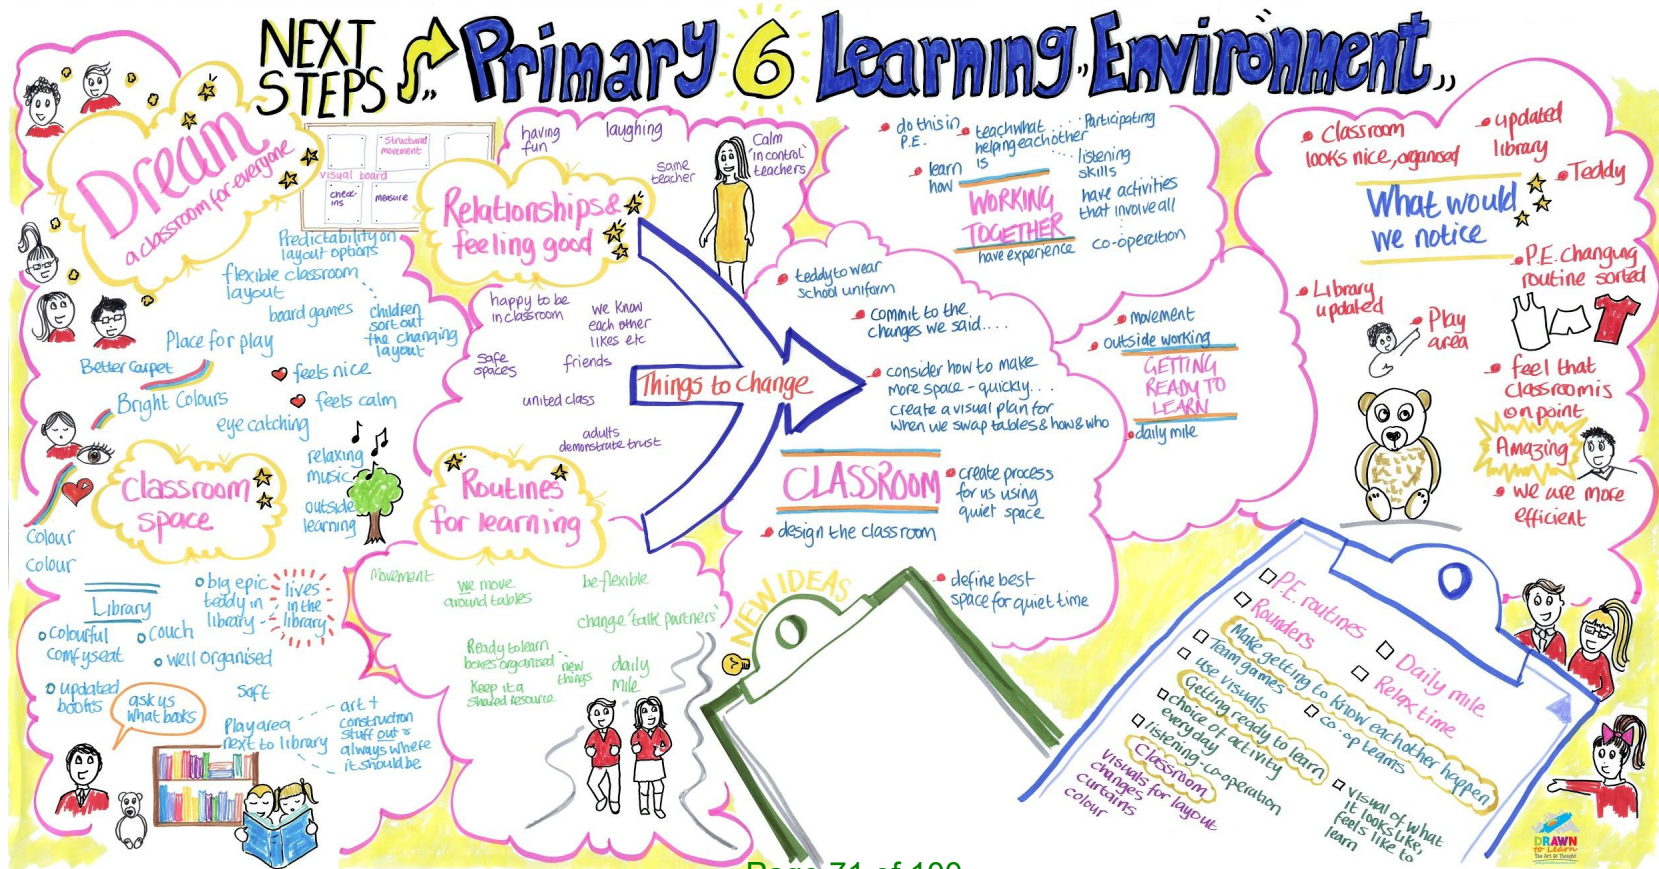 NEXT
STEPS
Primary 6 Learning Environment
Dream
a classroom for everyone
Structured
movement
visual board
check-
ins
measure
Predictability on
layout options
flexible classroom
layout
board games
children
sort out
the changing
layout
Place for play
Better carpet
feels nice
Bright Colours
feels calm
eye catching
relaxing
music
outside
learning
Classroom
space
Colour
colour
Library
big epic
teddy in
library
lives
in the
library
colourful
comfy seat
couch
well organised
updated
books
ask us
what books
Soft
Play area
next to library
art +
construction
stuff out &
always where
it should be
having
fun
laughing
same
teacher
Calm
'in control'
teachers
Relationships &
feeling good
happy to be
in classroom
we know
each other
likes etc
safe
spaces
friends
united class
adults
demonstrate trust
Routines
for learning
Movement
we move
around tables
be flexible
change 'talk partners'
Ready to learn
boxes organised
new
things
Keep it a
shared resource
daily
mile
Things to Change
do this in
P.E.
teach what
helping each other
is
Participating
listening
skills
learn
how
WORKING
TOGETHER
have activities
that involve all
have experience
co-operation
teddy to wear
school uniform
commit to the
changes we said....
consider how to make
more space - quickly...
create a visual plan for
when we swap tables & how & who
CLASSROOM
create process
for us using
quiet space
design the classroom
define best
space for quiet time
movement
outside working
GETTING
READY TO
LEARN
daily mile
Classroom
looks nice, organised
updated
library
Teddy
What would
we notice
P.E. Changing
routine sorted
Library
updated
Play
area
feel that
classroom is
on point
Amazing
we are more
efficient
NEW IDEAS
P.E. routines
Rounders
Daily mile
Relax time
Make getting to know eachother happen
Team games
co-op teams
use visuals
Getting ready to learn
choice of activity
everyday
listening - co-operation
Classroom
visuals for layout
changes
curtains
colour
visual of what
it looks like,
feels like to
learn
DRAWN
to Learn
The Art Of Thought
Page 71 of 100